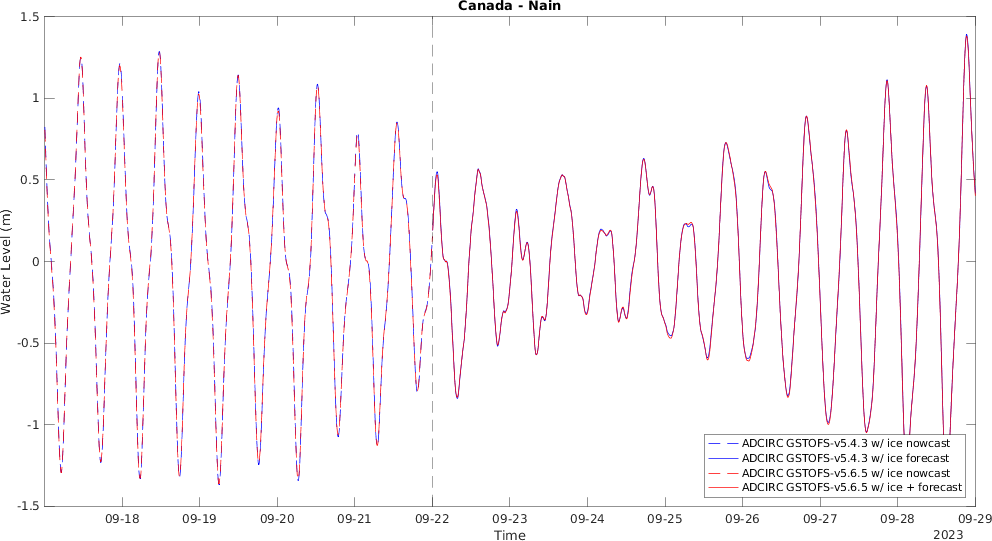 Canada - Nain
1.5
1
0.5
0
-0.5
-1
-1.5
Water Level (m)
ADCIRC GSTOFS-v5.4.3 w/ ice nowcast
ADCIRC GSTOFS-v5.4.3 w/ ice forecast
ADCIRC GSTOFS-v5.6.5 w/ ice nowcast
ADCIRC GSTOFS-v5.6.5 w/ ice + forecast
09-18 09-19 09-20 09-21 09-22 09-23 09-24 09-25 09-26 09-27 09-28 09-29
Time
2023